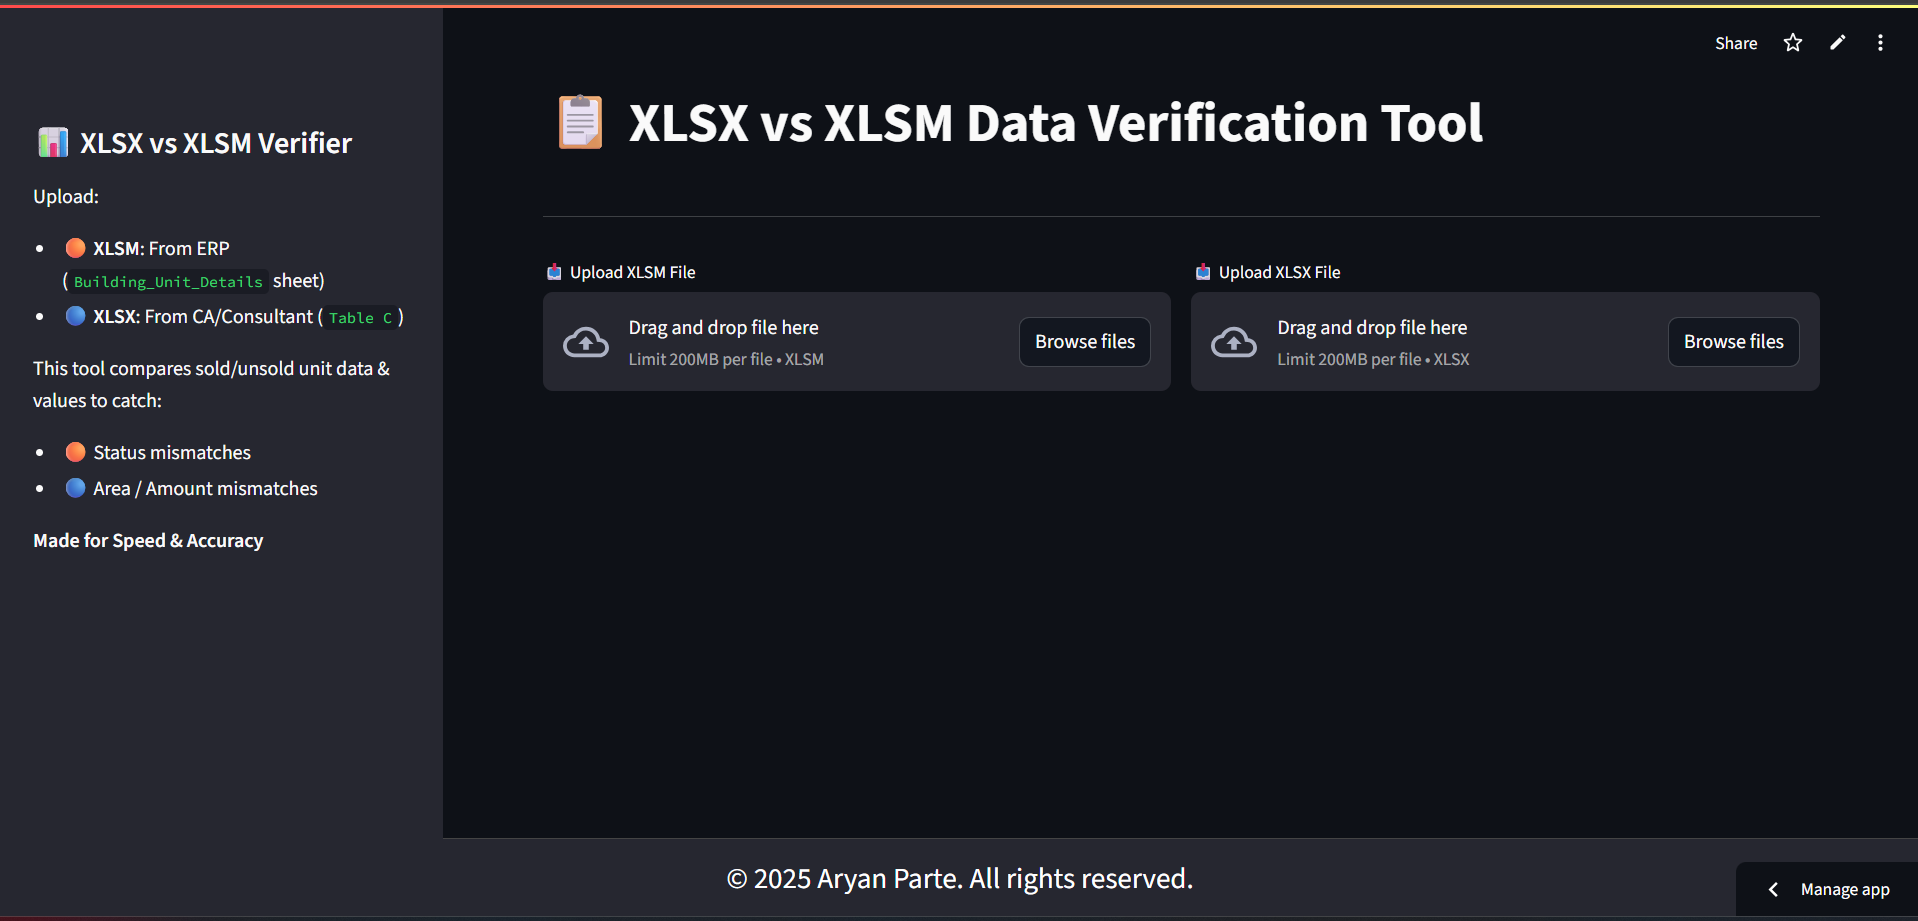 Share
XLSX vs XLSM Verifier
Upload:
XLSM: From ERP
(Building_Unit_Details sheet)
XLSX: From CA/Consultant (Table C)
This tool compares sold/unsold unit data &
values to catch:
Status mismatches
Area / Amount mismatches
Made for Speed & Accuracy
XLSX vs XLSM Data Verification Tool
Upload XLSM File
Drag and drop file here
Limit 200MB per file • XLSM
Browse files
Upload XLSX File
Drag and drop file here
Limit 200MB per file • XLSX
Browse files
© 2025 Aryan Parte. All rights reserved.
Manage app